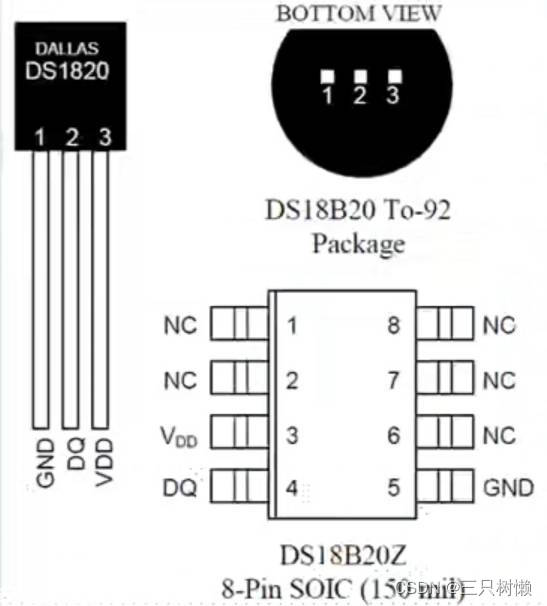 BOTTOM VIEW
DALLAS
DS1820
1 2 3
1 2 3
DS18B20 To-92
Package
GND
DQ
VDD
NC 1 8 NC
NC 2 7 NC
VDD 3 6 NC
DQ 4 5 GND
DS18B20Z
8-Pin SOIC (150 mil)
CSDN @三只树懒